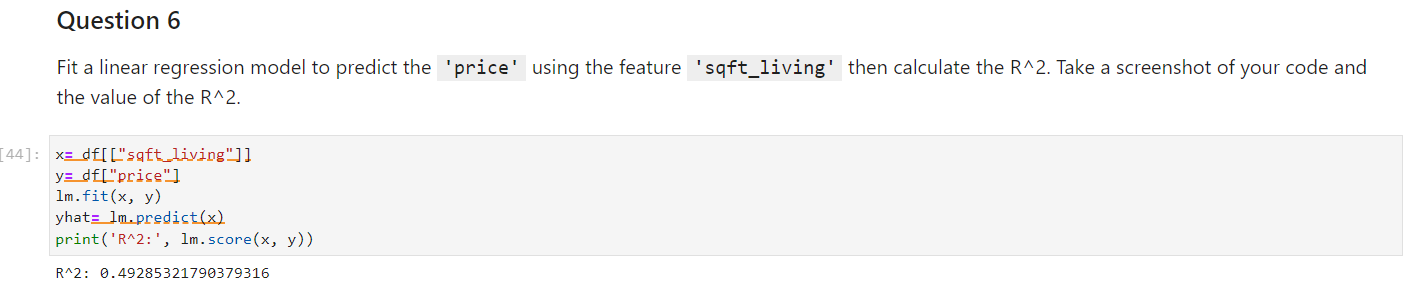 Question 6
Fit a linear regression model to predict the 'price' using the feature 'sqft_living' then calculate the R^2. Take a screenshot of your code and
the value of the R^2.
[44]: x= df[["sqft_living"]]
y= df["price"]
lm.fit(x, y)
yhat= lm.predict(x)
print('R^2:', lm.score(x, y))
R^2: 0.49285321790379316